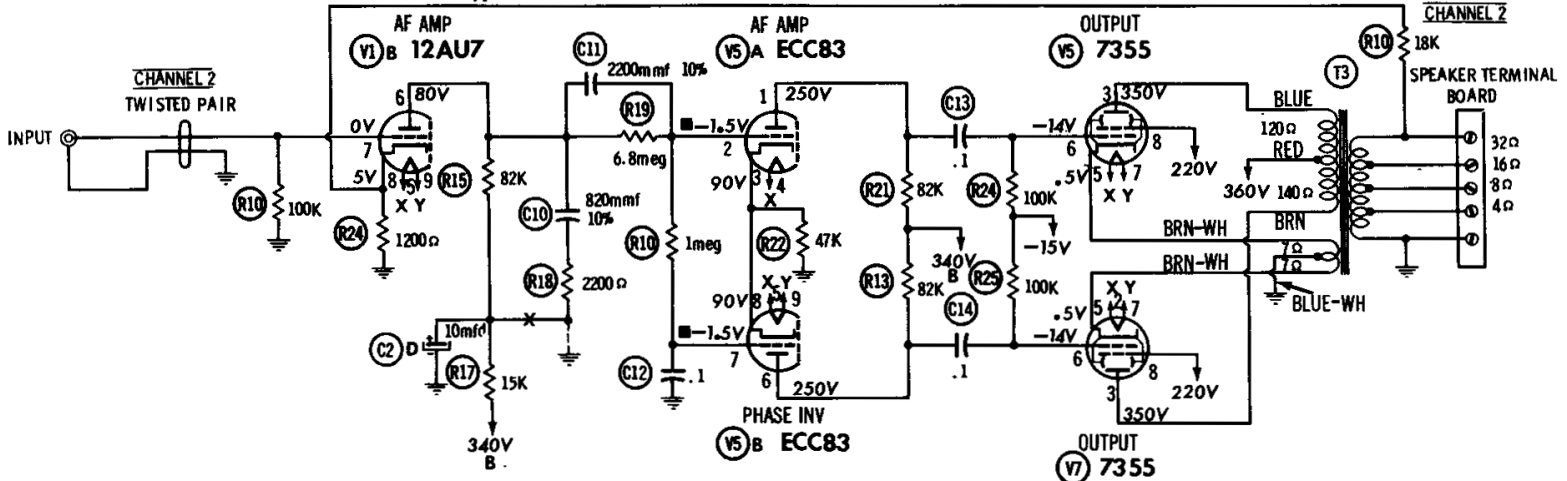 CHANNEL 2
TWISTED PAIR
INPUT
R10
100K
AF AMP
V1 B 12AU7
6
80V
0V
7
5V
8 5 9
X Y
R24
1200Ω
R15
82K
C11
2200mmf 10%
R19
6.8meg
C10
820mmf
10%
R18
2200Ω
X
C2 D
10mfd
R17
15K
340V
B
R10
1meg
C12
.1
AF AMP
V5 A ECC83
1
250V
■-1.5V
2
3 4
X
90V
R22
47K
90V
X Y
8 5 9
■-1.5V
7
6
250V
PHASE INV
V5 B ECC83
R21
82K
340V
B
R13
82K
C13
.1
C14
.1
R24
100K
-15V
R25
100K
OUTPUT
V5 7355
3
350V
-14V
6
8
.5V
5 7
X Y
220V
X Y
5 2 7
.5V
-14V
6
8
220V
3
350V
OUTPUT
V7 7355
T3
BLUE
120Ω
RED
360V
140Ω
BRN
BRN-WH
7Ω
7Ω
BRN-WH
BLUE-WH
CHANNEL 2
R10
18K
SPEAKER TERMINAL
BOARD
32Ω
16Ω
8Ω
4Ω